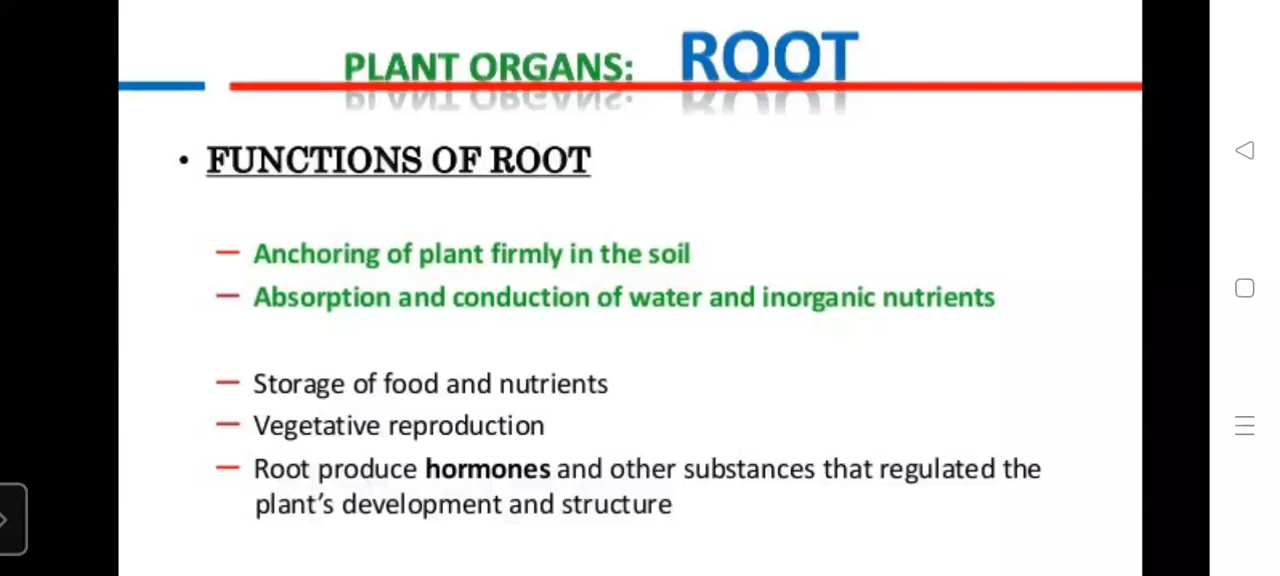 PLANT ORGANS: ROOT
• FUNCTIONS OF ROOT
— Anchoring of plant firmly in the soil
— Absorption and conduction of water and inorganic nutrients
— Storage of food and nutrients
— Vegetative reproduction
— Root produce hormones and other substances that regulated the
plant's development and structure